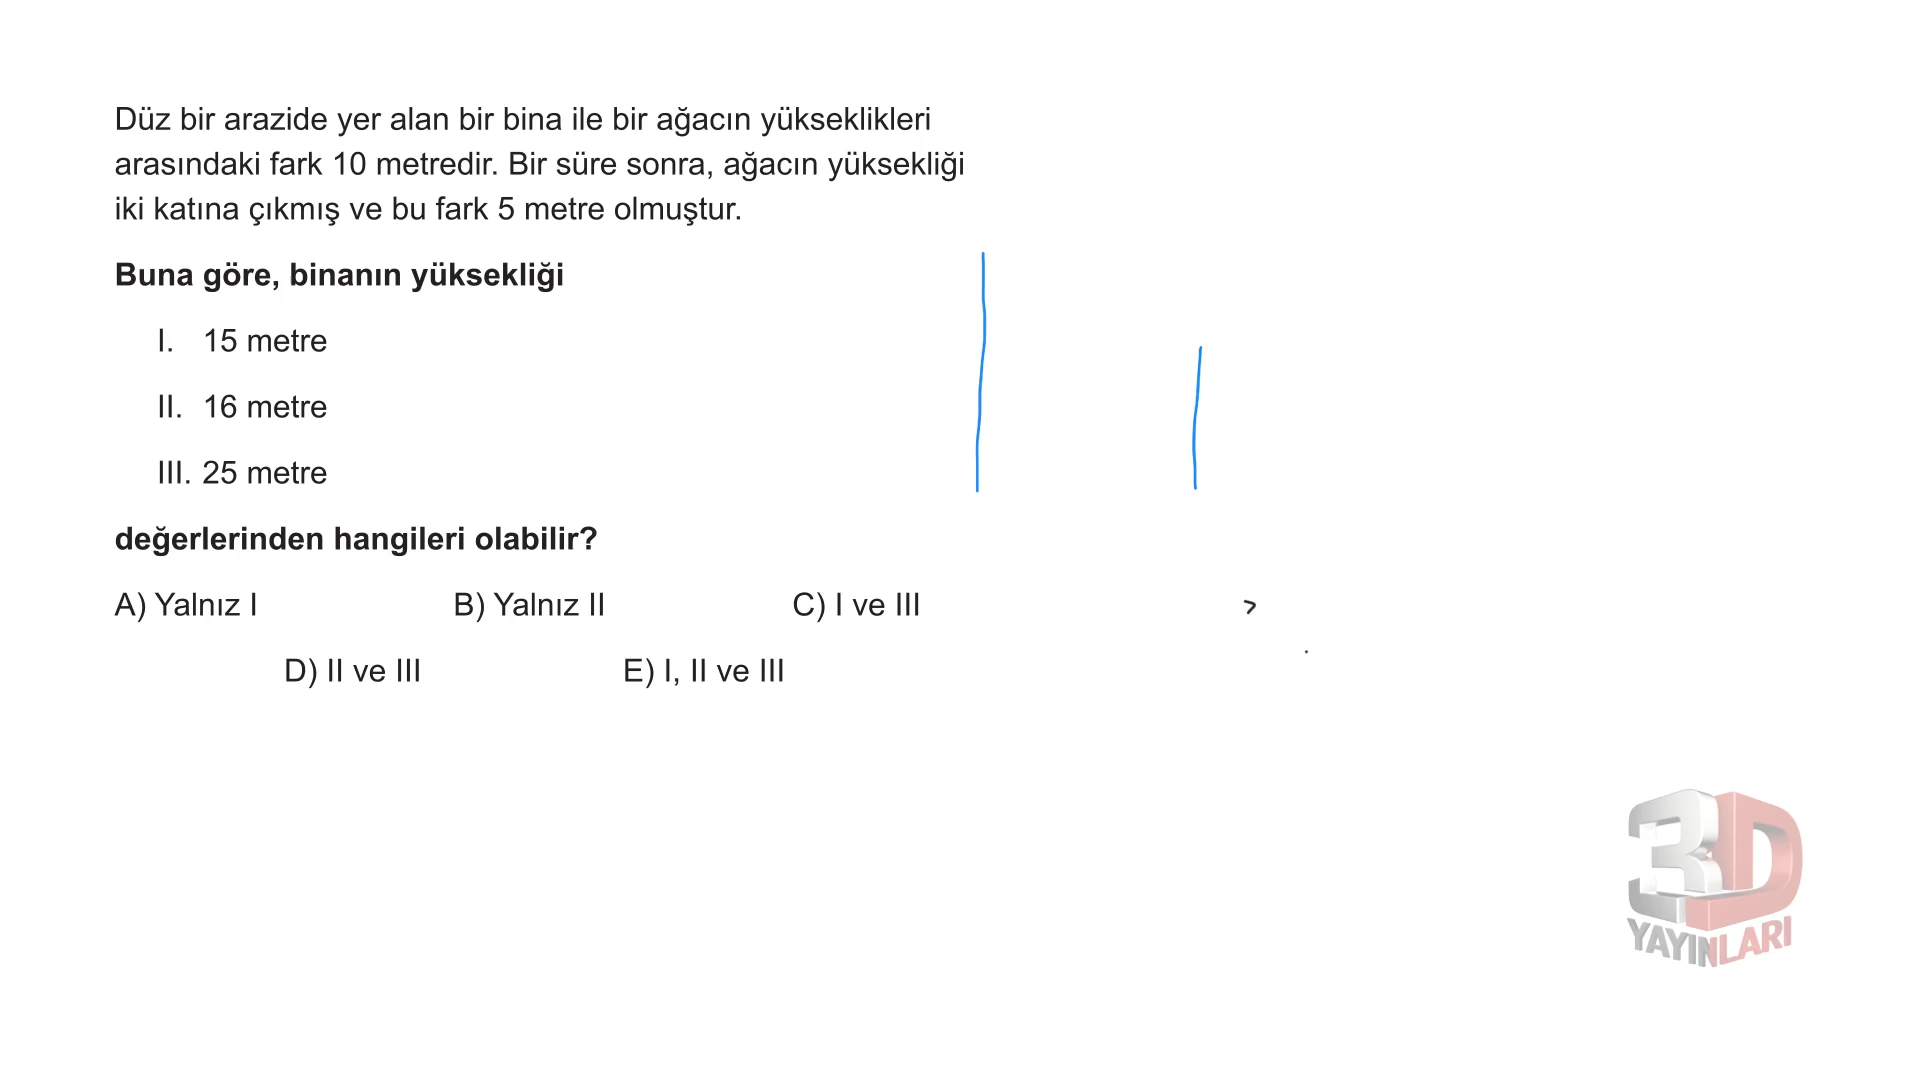 Düz bir arazide yer alan bir bina ile bir ağacın yükseklikleri
arasındaki fark 10 metredir. Bir süre sonra, ağacın yüksekliği
iki katına çıkmış ve bu fark 5 metre olmuştur.
Buna göre, binanın yüksekliği
I. 15 metre
II. 16 metre
III. 25 metre
değerlerinden hangileri olabilir?
A) Yalnız I B) Yalnız II C) I ve III
D) II ve III E) I, II ve III
3D
YAYINLARI